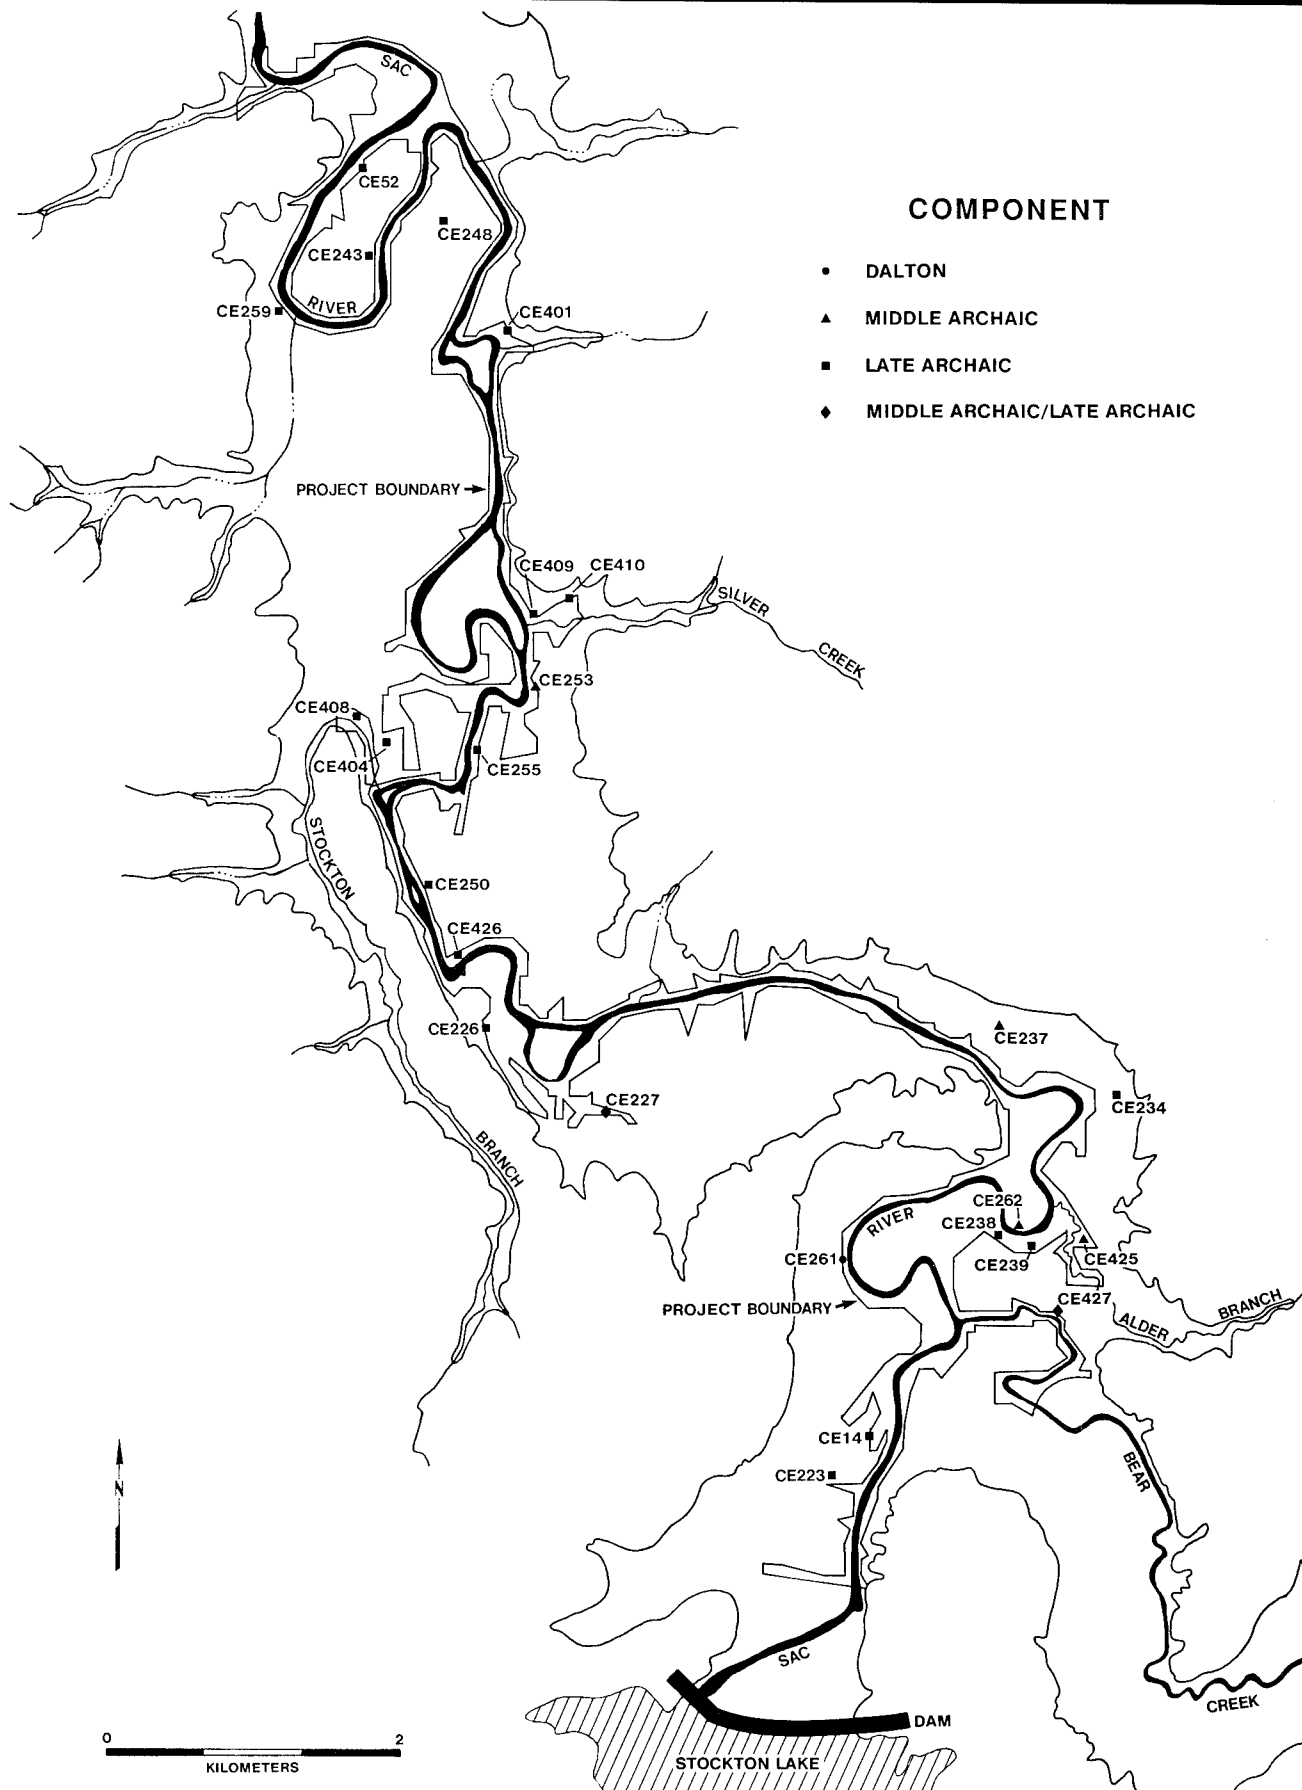 SAC
CE52
COMPONENT
CE248
CE243
DALTON
RIVER
CE259
CE401
MIDDLE ARCHAIC
LATE ARCHAIC
MIDDLE ARCHAIC/LATE ARCHAIC
PROJECT BOUNDARY
CE409
CE410
SILVER
CREEK
CE253
CE408
CE404
CE255
STOCKTON
CE250
CE426
CE226
CE237
CE227
CE234
BRANCH
CE262
RIVER
CE238
CE261
CE239
CE425
PROJECT BOUNDARY
CE427
BRANCH
ALDER
CE14
BEAR
CE223
N
SAC
CREEK
DAM
0 2
KILOMETERS
STOCKTON LAKE